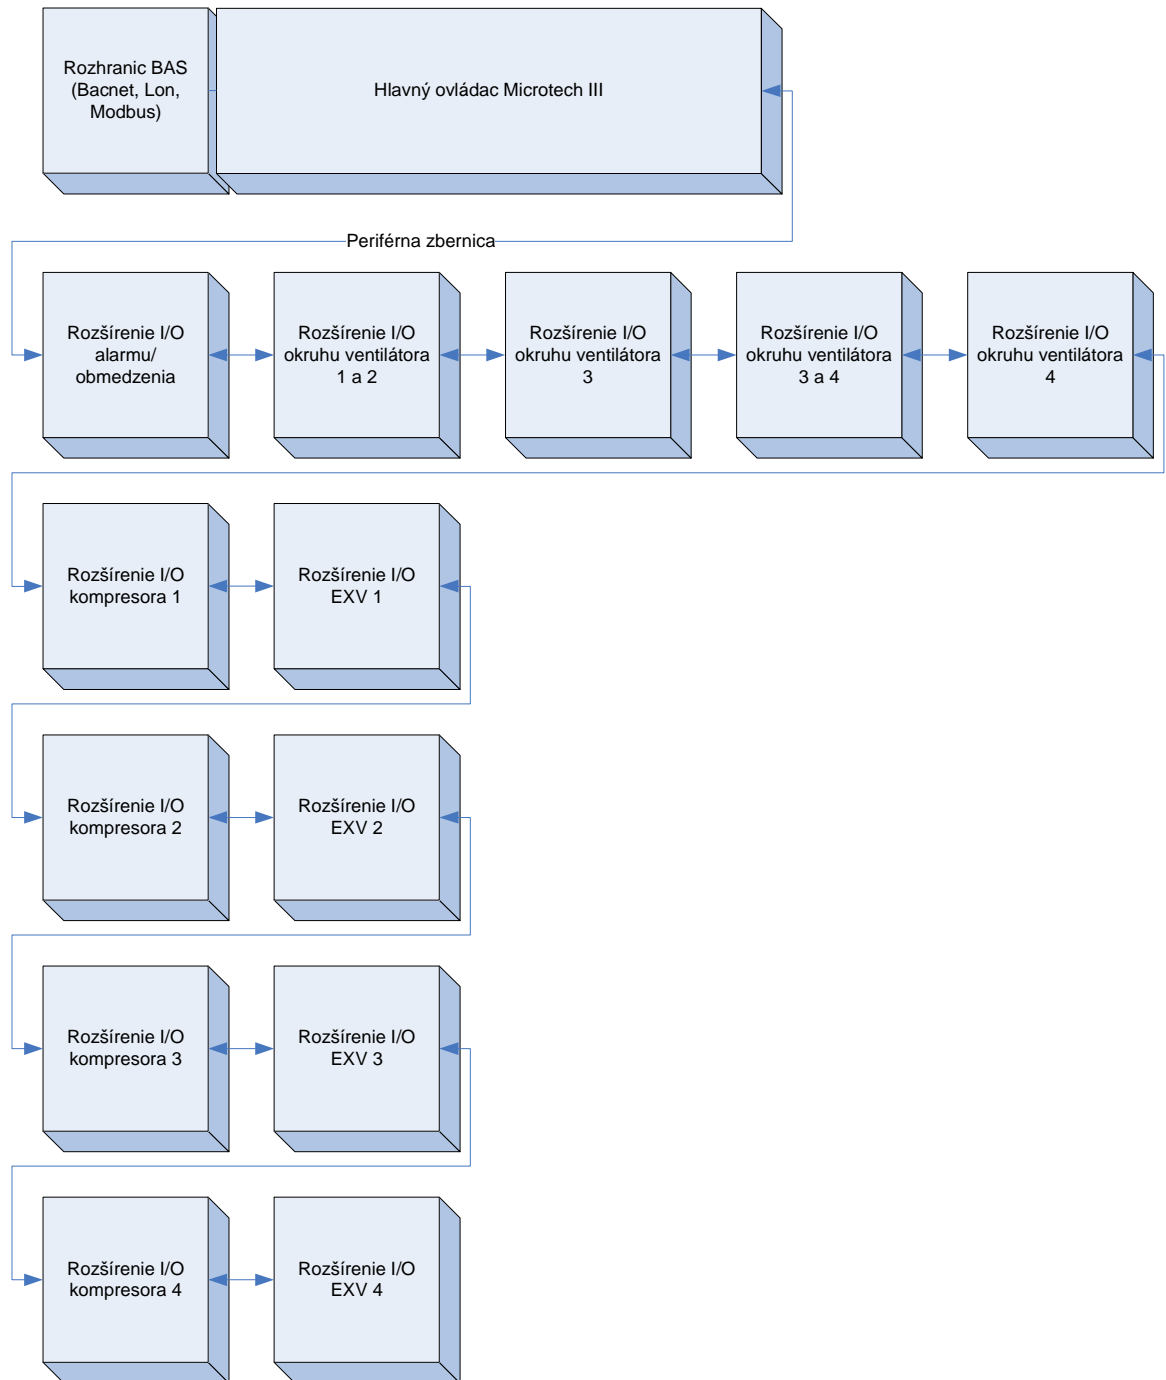 Rozhranic BAS
(Bacnet, Lon,
Modbus)
Hlavný ovládac Microtech III
Periférna zbernica
Rozšírenie I/O
alarmu/
obmedzenia
Rozšírenie I/O
okruhu ventilátora
1 a 2
Rozšírenie I/O
okruhu ventilátora
3
Rozšírenie I/O
okruhu ventilátora
3 a 4
Rozšírenie I/O
okruhu ventilátora
4
Rozšírenie I/O
kompresora 1
Rozšírenie I/O
EXV 1
Rozšírenie I/O
kompresora 2
Rozšírenie I/O
EXV 2
Rozšírenie I/O
kompresora 3
Rozšírenie I/O
EXV 3
Rozšírenie I/O
kompresora 4
Rozšírenie I/O
EXV 4